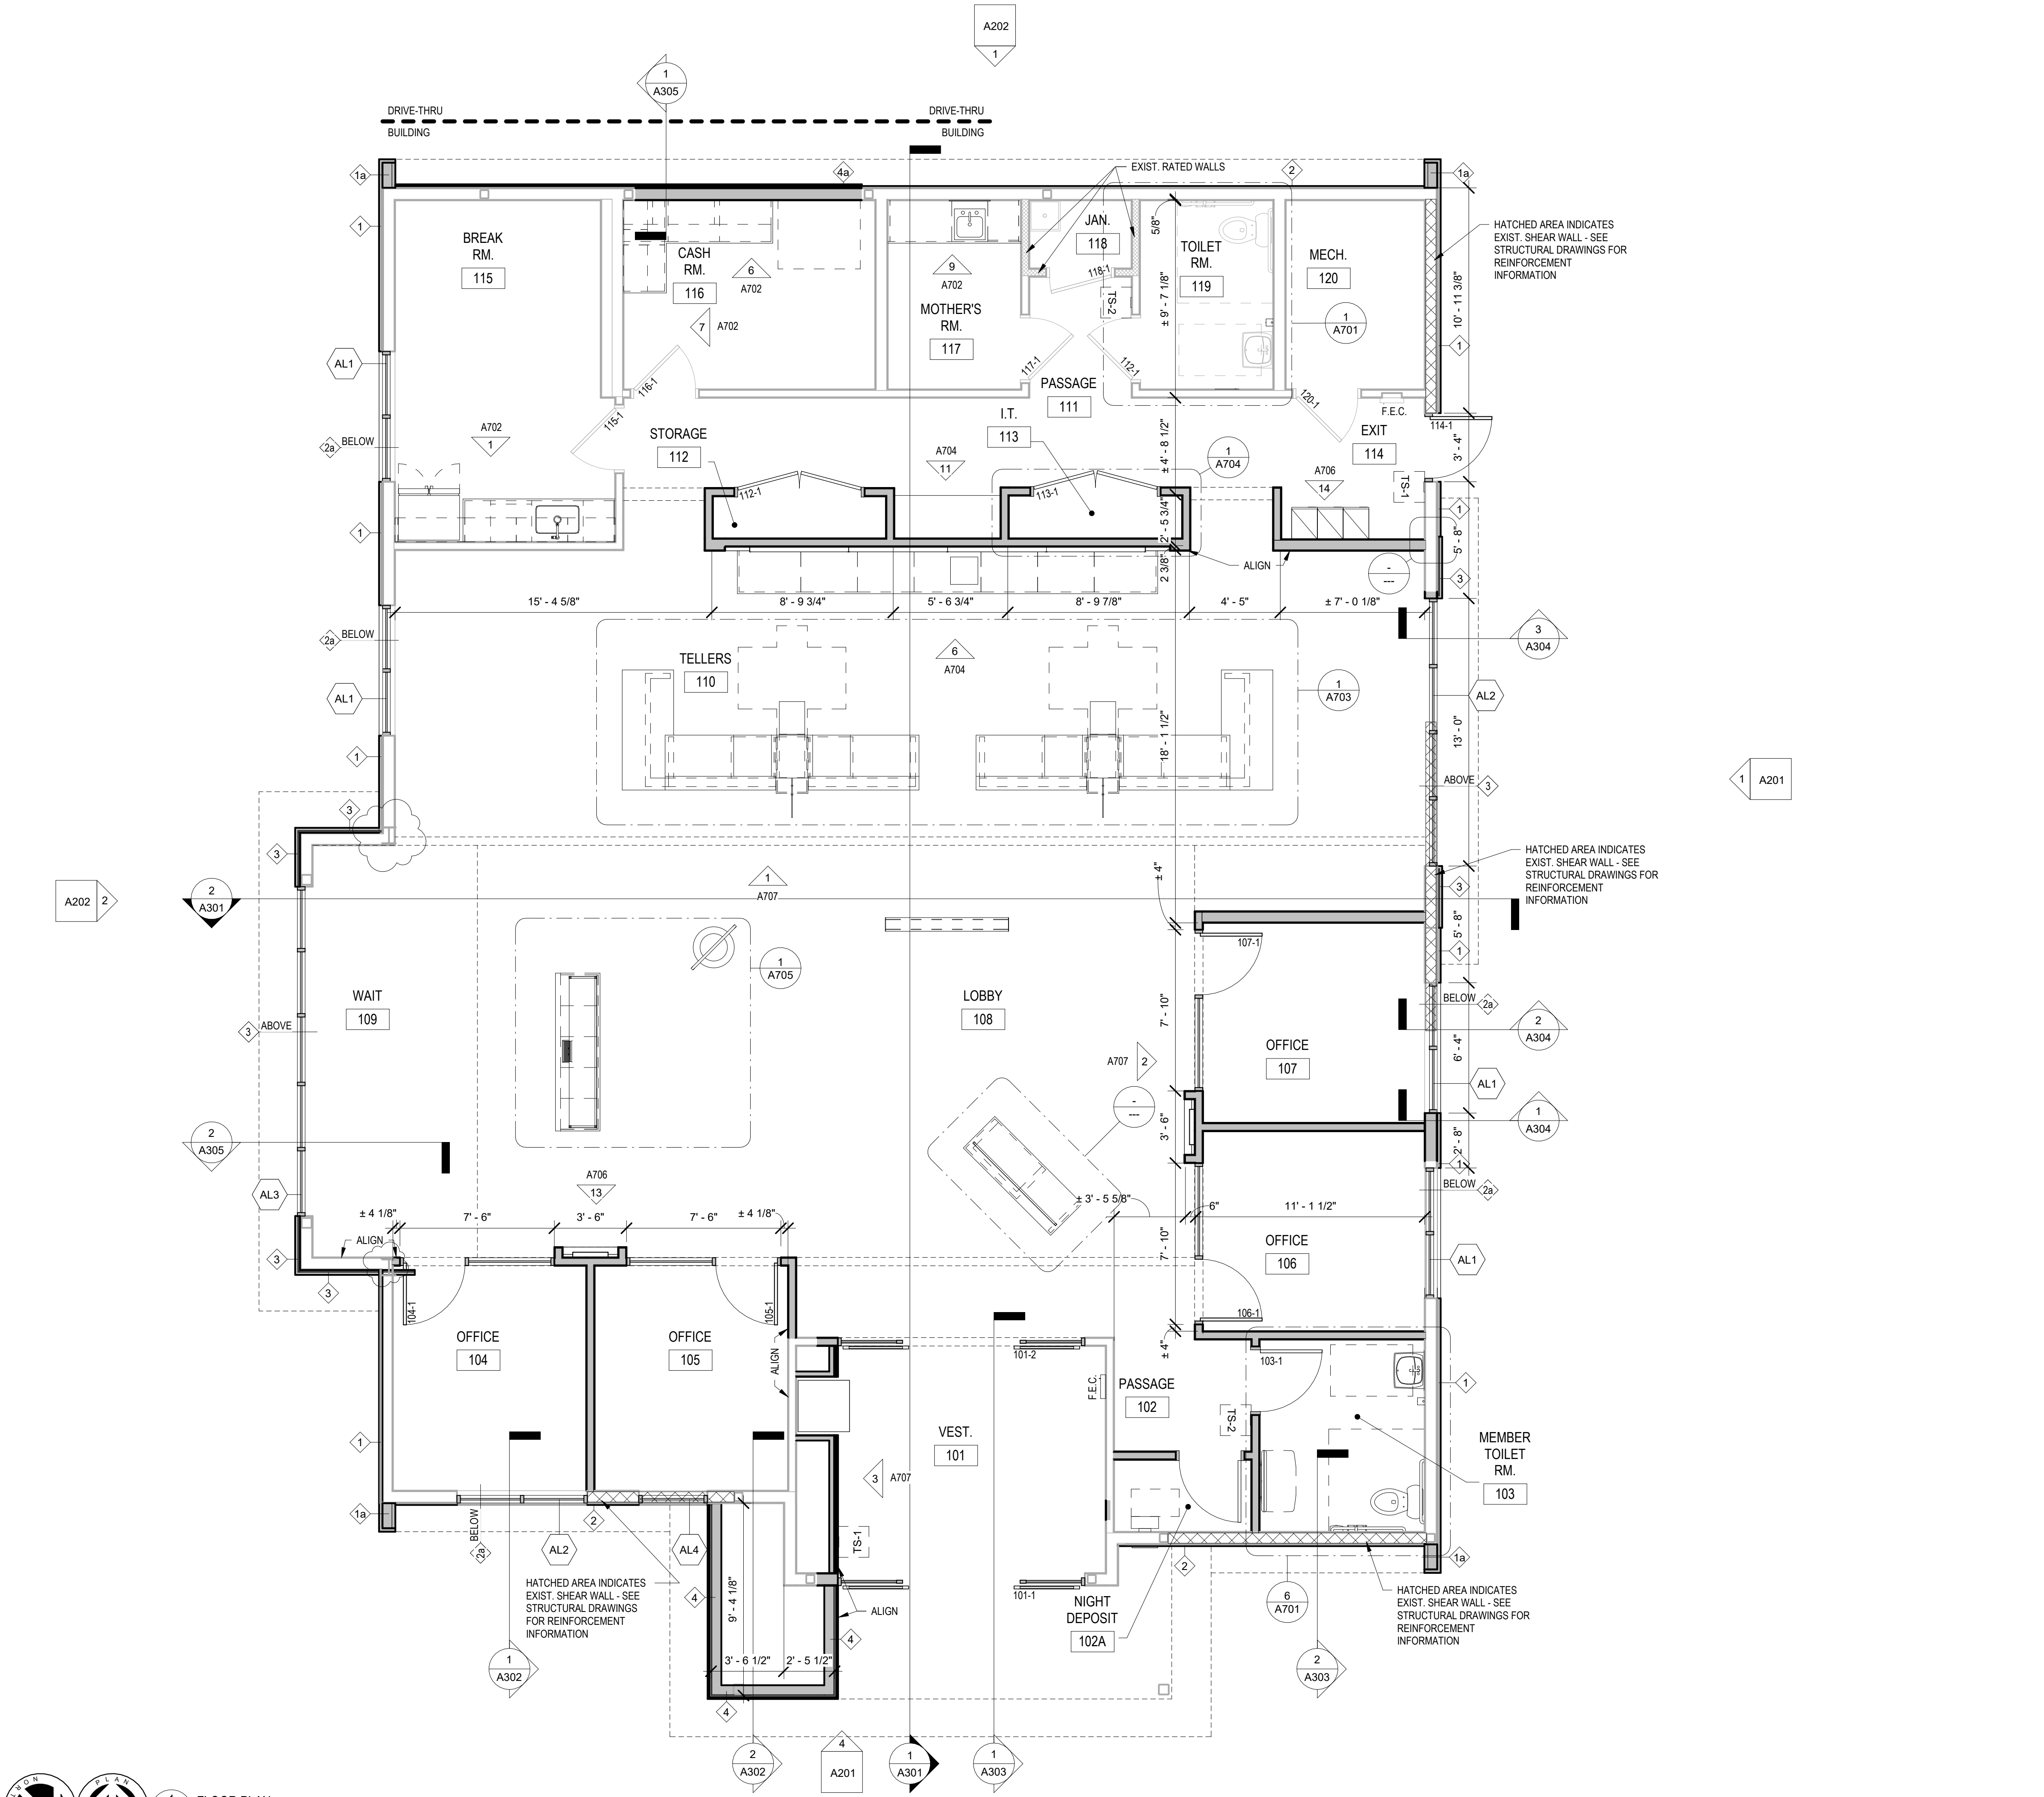 A202
1
1
A305
DRIVE-THRU
DRIVE-THRU
BUILDING
BUILDING
1a
4a
EXIST. RATED WALLS
2
1a
1
BREAK
RM.
115
CASH
RM.
116
6
A702
7
A702
9
A702
MOTHER'S
RM.
117
JAN.
118
118-1
TS-2
5/8"
± 9' - 7 1/8"
TOILET
RM.
119
MECH.
120
1
A701
10' - 11 3/8"
HATCHED AREA INDICATES
EXIST. SHEAR WALL - SEE
STRUCTURAL DRAWINGS FOR
REINFORCEMENT
INFORMATION
1
AL1
116-1
117-1
112-1
PASSAGE
111
120-1
F.E.C.
114-1
115-1
A702
1
2a
BELOW
STORAGE
112
I.T.
113
A704
11
± 4' - 8 1/2"
1
A704
EXIT
114
A706
14
TS-1
3' - 4"
112-1
113-1
2' - 5 3/4"
2 3/8"
1
1
5' - 8"
ALIGN
-
---
3
15' - 4 5/8"
8' - 9 3/4"
5' - 6 3/4"
8' - 9 7/8"
4' - 5"
± 7' - 0 1/8"
2a
BELOW
TELLERS
110
6
A704
3
A304
1
A703
AL1
AL2
18' - 1 1/2"
13' - 0"
1
ABOVE
3
1
A201
3
3
HATCHED AREA INDICATES
EXIST. SHEAR WALL - SEE
STRUCTURAL DRAWINGS FOR
REINFORCEMENT
INFORMATION
± 4"
1
A707
3
A202
2
2
A301
5' - 8"
107-1
1
1
A705
WAIT
109
LOBBY
108
7' - 10"
BELOW
2a
3
ABOVE
OFFICE
107
2
A304
6' - 4"
A707
2
-
---
AL1
2
A305
3' - 6"
1
A304
2' - 8"
1
BELOW
2a
A706
13
AL3
± 3' - 5 5/8"
6"
11' - 1 1/2"
± 4 1/8"
7' - 6"
3' - 6"
7' - 6"
± 4 1/8"
ALIGN
7' - 10"
OFFICE
106
AL1
3
3
104-1
105-1
106-1
OFFICE
104
OFFICE
105
ALIGN
101-2
± 4"
103-1
F.E.C.
PASSAGE
102
TS-2
1
1
VEST.
101
MEMBER
TOILET
RM.
103
3
A707
1a
BELOW
2a
2
AL2
AL4
TS-1
2
1a
HATCHED AREA INDICATES
EXIST. SHEAR WALL - SEE
STRUCTURAL DRAWINGS
FOR REINFORCEMENT
INFORMATION
4
9' - 4 1/8"
101-1
NIGHT
DEPOSIT
102A
6
A701
HATCHED AREA INDICATES
EXIST. SHEAR WALL - SEE
STRUCTURAL DRAWINGS FOR
REINFORCEMENT
INFORMATION
ALIGN
4
3' - 6 1/2"
2' - 5 1/2"
1
A302
2
A303
4
2
A302
4
A201
1
A301
1
A303
PLAN